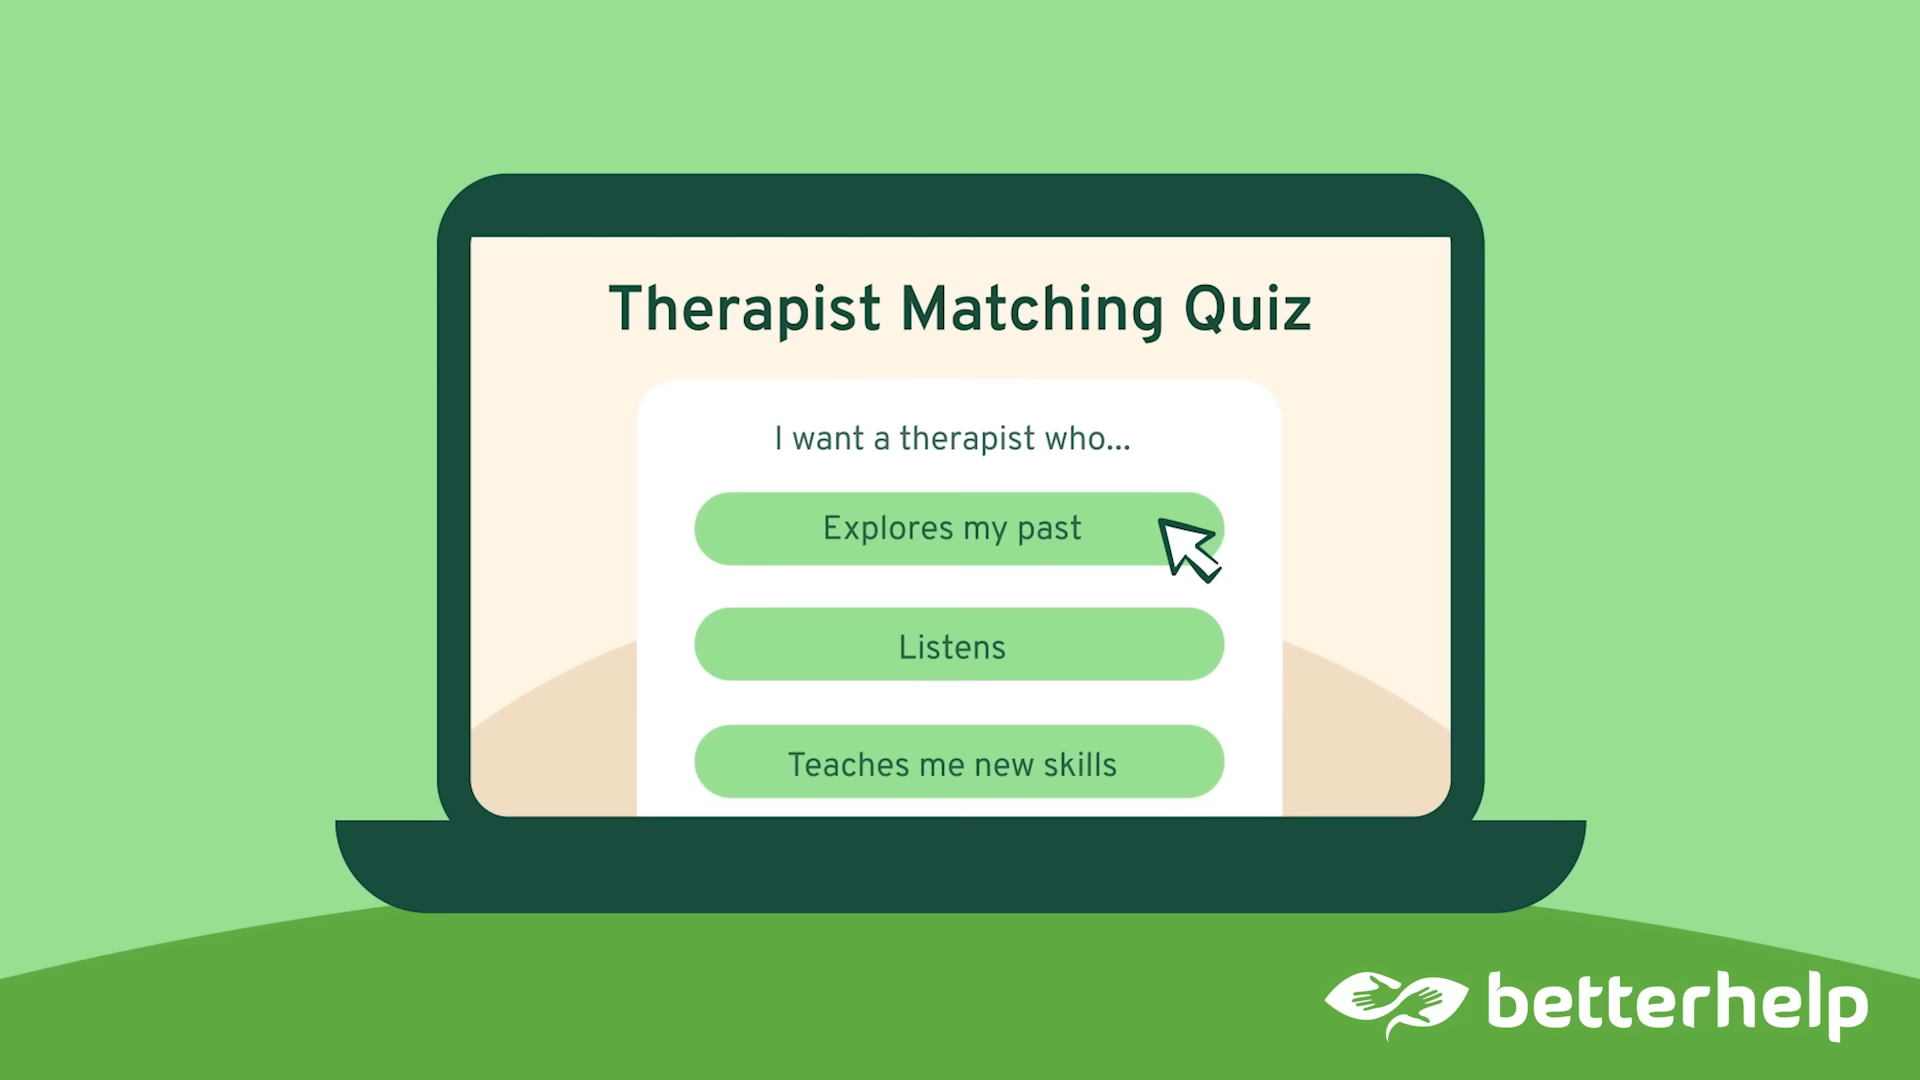 Therapist Matching Quiz
I want a therapist who...
Explores my past
Listens
Teaches me new skills
betterhelp